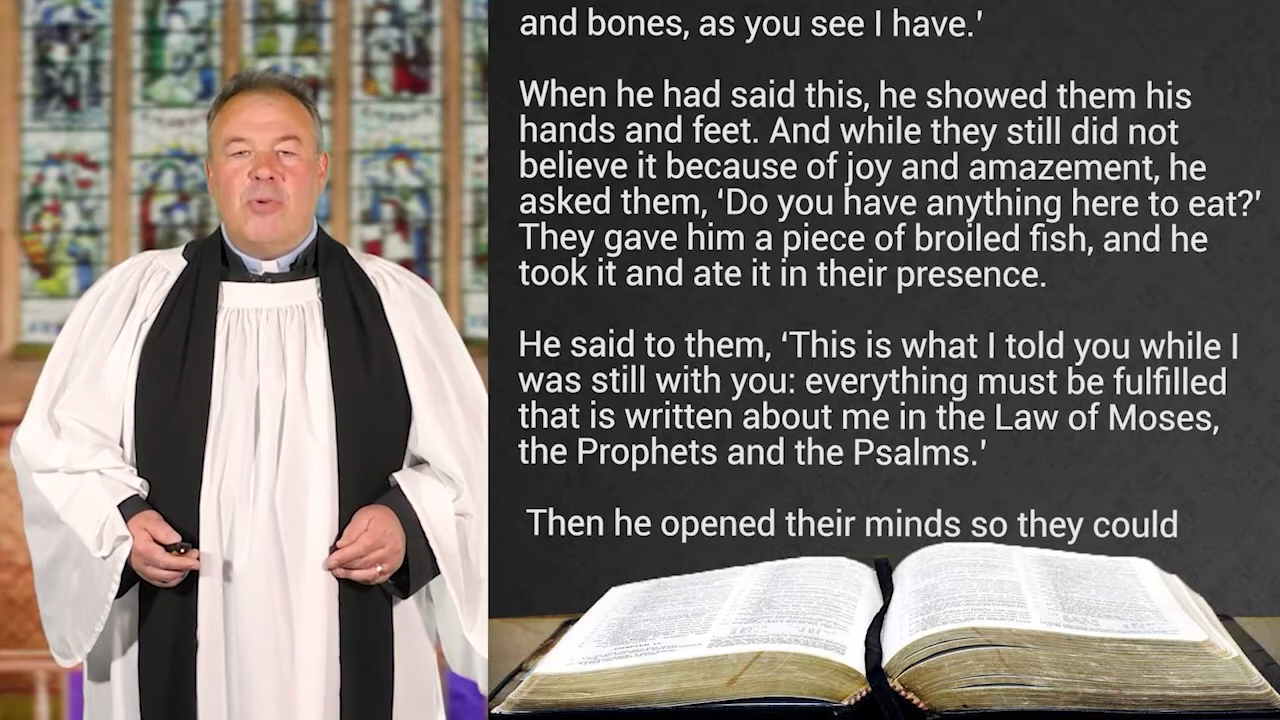 and bones, as you see I have.’
When he had said this, he showed them his
hands and feet. And while they still did not
believe it because of joy and amazement, he
asked them, ‘Do you have anything here to eat?’
They gave him a piece of broiled fish, and he
took it and ate it in their presence.
He said to them, ‘This is what I told you while I
was still with you: everything must be fulfilled
that is written about me in the Law of Moses,
the Prophets and the Psalms.’
Then he opened their minds so they could